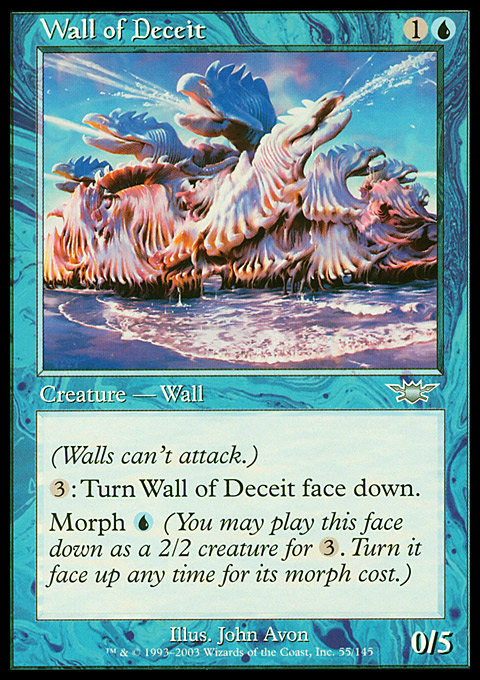 Wall of Deceit 1
Creature — Wall
(Walls can't attack.)
3: Turn Wall of Deceit face down.
Morph (You may play this face
down as a 2/2 creature for 3. Turn it
face up any time for its morph cost.)
Illus. John Avon
™ & © 1993-2003 Wizards of the Coast, Inc. 55/145
0/5